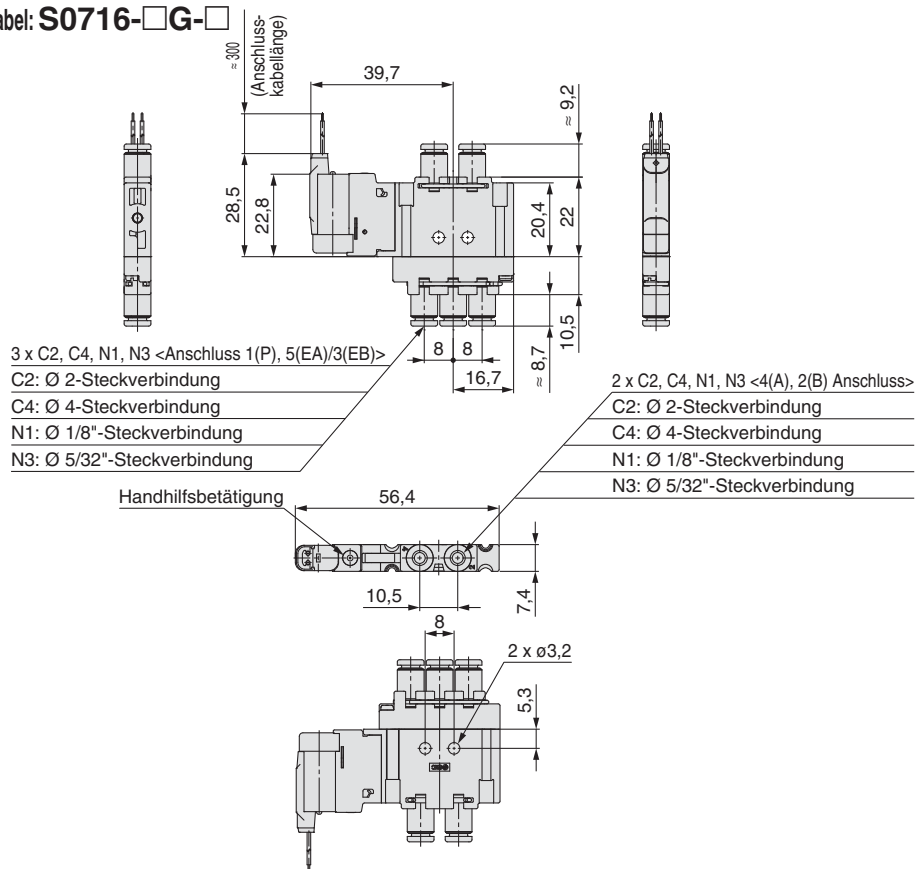 abel: S0716-□G-□
≈ 300
(Anschluss-
kabellänge)
39,7
≈ 9,2
28,5
22,8
20,4
22
10,5
8
8
≈ 8,7
16,7
3 x C2, C4, N1, N3 <Anschluss 1(P), 5(EA)/3(EB)>
C2: Ø 2-Steckverbindung
C4: Ø 4-Steckverbindung
N1: Ø 1/8"-Steckverbindung
N3: Ø 5/32"-Steckverbindung
2 x C2, C4, N1, N3 <4(A), 2(B) Anschluss>
C2: Ø 2-Steckverbindung
C4: Ø 4-Steckverbindung
N1: Ø 1/8"-Steckverbindung
N3: Ø 5/32"-Steckverbindung
Handhilfsbetätigung
56,4
10,5
7,4
8
2 x ø3,2
5,3